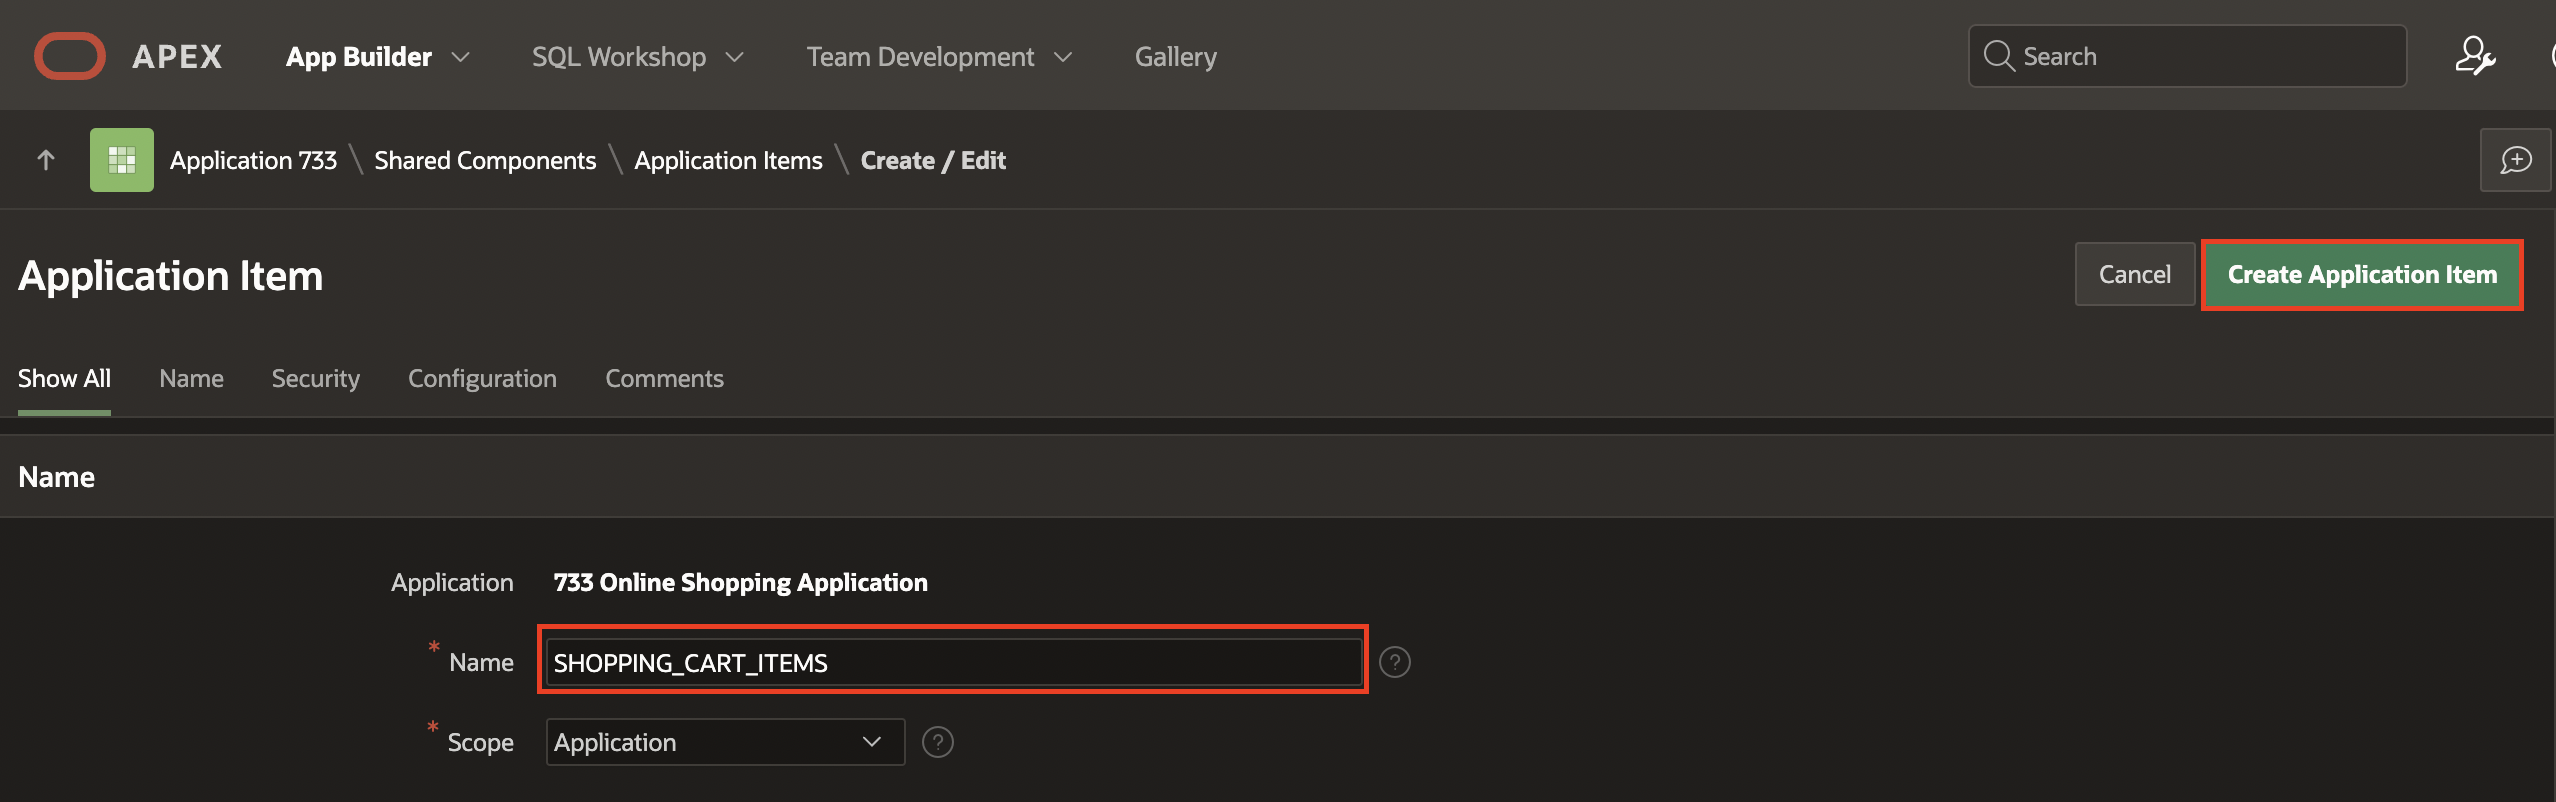 APEX App Builder SQL Workshop Team Development Gallery Search
Application 733 \ Shared Components \ Application Items \ Create / Edit
Application Item Cancel Create Application Item
Show All Name Security Configuration Comments
Name
Application 733 Online Shopping Application
* Name SHOPPING_CART_ITEMS ?
* Scope Application ?